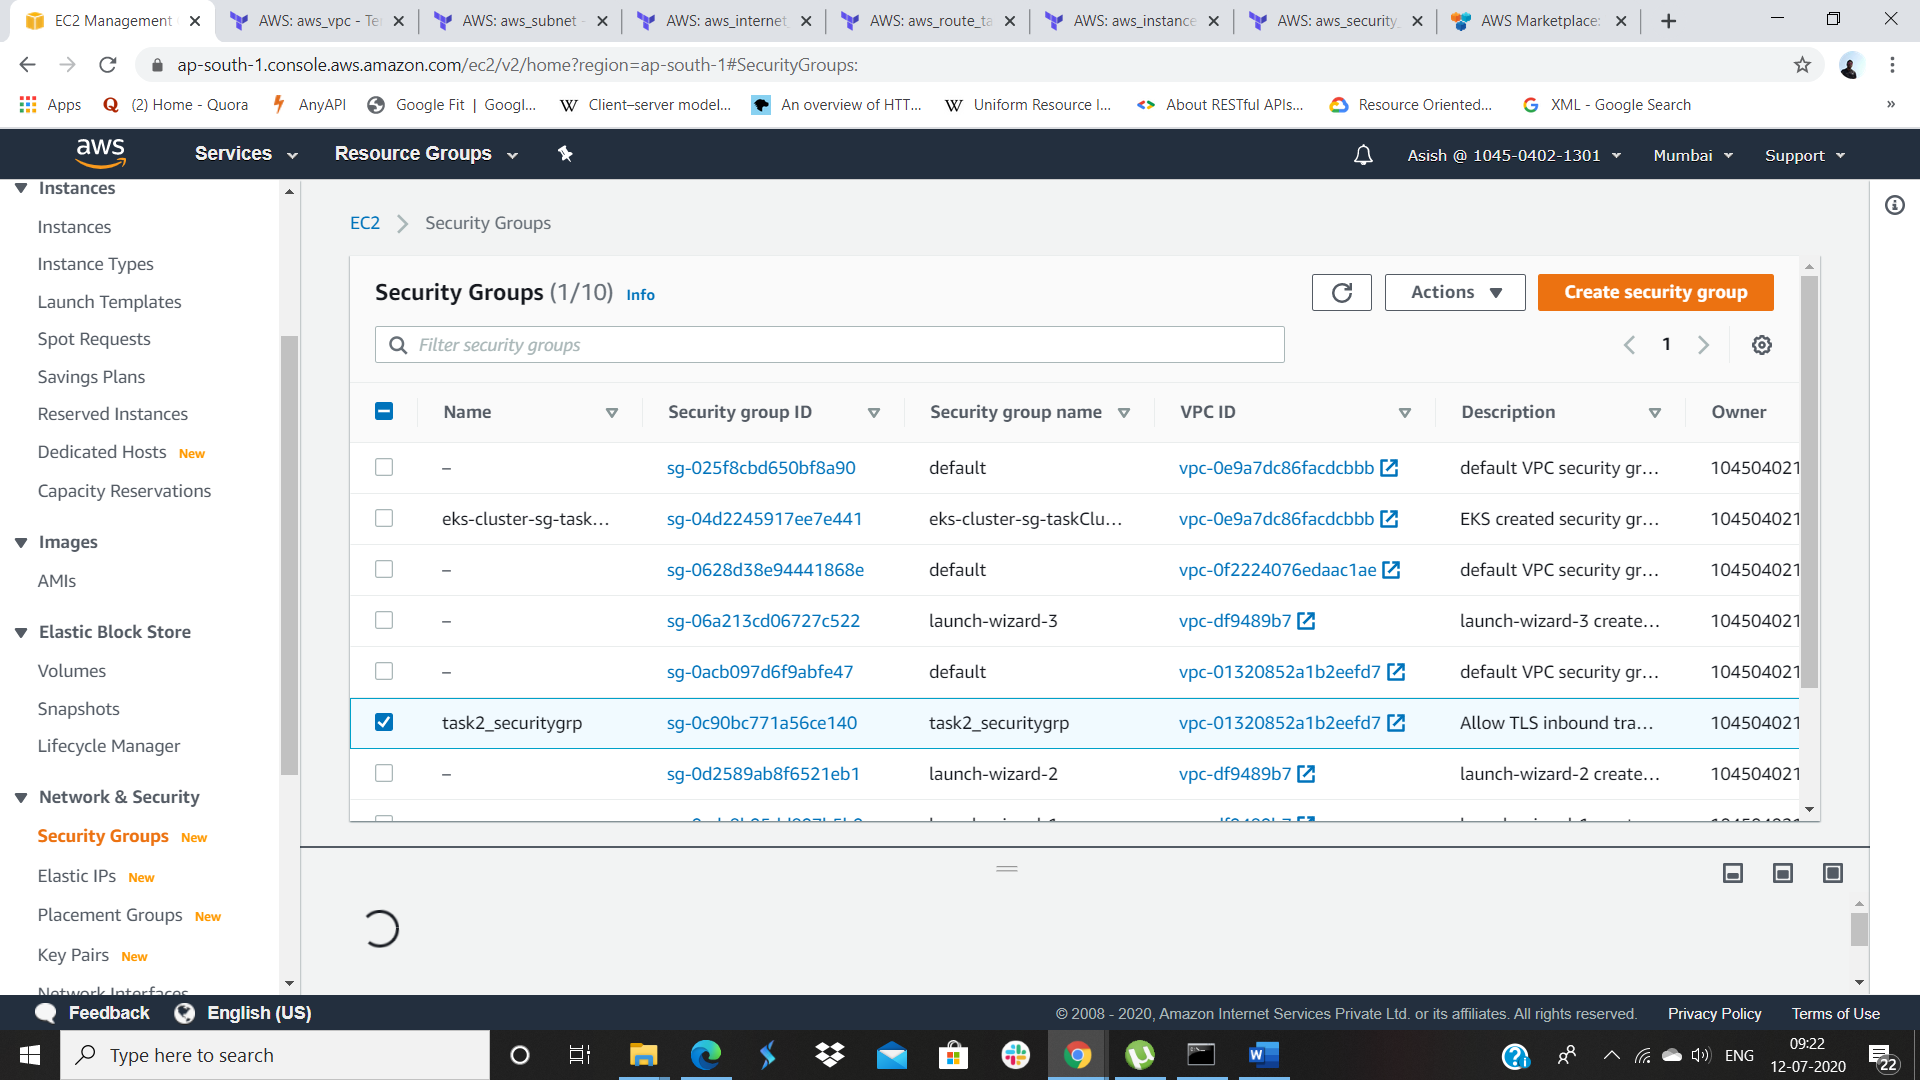 EC2 Management
AWS: aws_vpc - Te
AWS: aws_subnet -
AWS: aws_internet
AWS: aws_route_ta
AWS: aws_instance
AWS: aws_security
AWS Marketplace:
ap-south-1.console.aws.amazon.com/ec2/v2/home?region=ap-south-1#SecurityGroups:
Apps
(2) Home - Quora
AnyAPI
Google Fit | Googl...
Client–server model...
An overview of HTT...
Uniform Resource I...
About RESTful APIs...
Resource Oriented...
XML - Google Search
»
aws
Services
Resource Groups
Asish @ 1045-0402-1301
Mumbai
Support
Instances
Instances
Instance Types
Launch Templates
Spot Requests
Savings Plans
Reserved Instances
Dedicated Hosts New
Capacity Reservations
Images
AMIs
Elastic Block Store
Volumes
Snapshots
Lifecycle Manager
Network & Security
Security Groups New
Elastic IPs New
Placement Groups New
Key Pairs New
Network Interfaces
EC2 > Security Groups
Security Groups (1/10) Info
Actions
Create security group
Filter security groups
1
Name Security group ID Security group name VPC ID Description Owner
– sg-025f8cbd650bf8a90 default vpc-0e9a7dc86facdcbbb default VPC security gr... 104504021
eks-cluster-sg-task... sg-04d2245917ee7e441 eks-cluster-sg-taskClu... vpc-0e9a7dc86facdcbbb EKS created security gr... 104504021
– sg-0628d38e94441868e default vpc-0f2224076edaac1ae default VPC security gr... 104504021
– sg-06a213cd06727c522 launch-wizard-3 vpc-df9489b7 launch-wizard-3 create... 104504021
– sg-0acb097d6f9abfe47 default vpc-01320852a1b2eefd7 default VPC security gr... 104504021
task2_securitygrp sg-0c90bc771a56ce140 task2_securitygrp vpc-01320852a1b2eefd7 Allow TLS inbound tra... 104504021
– sg-0d2589ab8f6521eb1 launch-wizard-2 vpc-df9489b7 launch-wizard-2 create... 104504021
Feedback
English (US)
© 2008 - 2020, Amazon Internet Services Private Ltd. or its affiliates. All rights reserved.
Privacy Policy
Terms of Use
Type here to search
ENG
09:22
12-07-2020
22